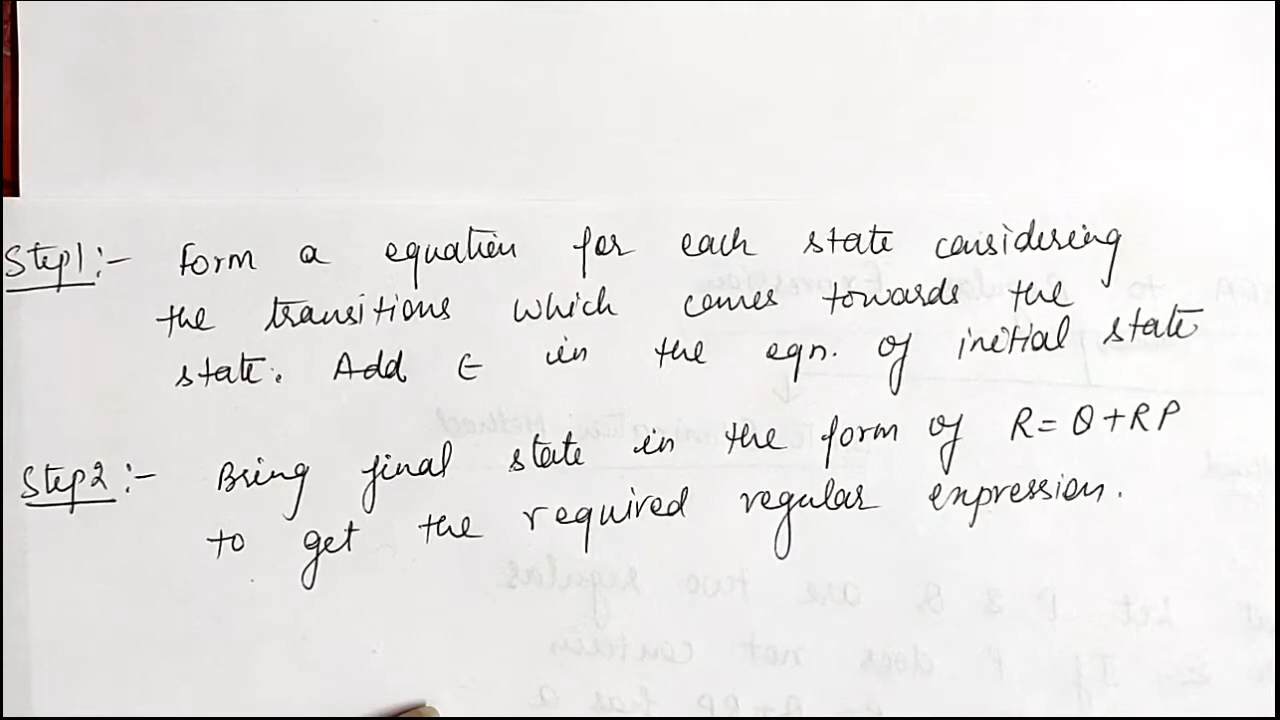 Step1:- Form a equation for each state considering
the transitions which comes towards the
state. Add ∈ in the eqn. of initial state
Step2:- Bring final state in the form of R = Q + RP
to get the required regular expression.